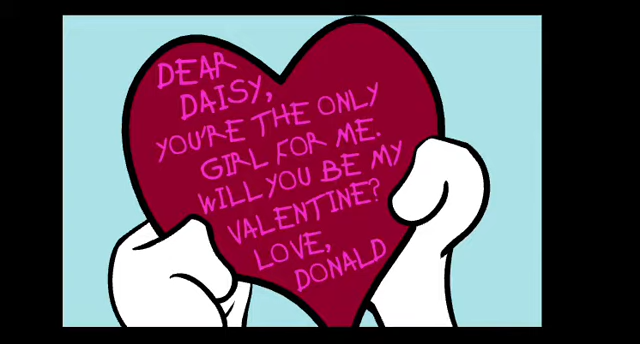 DEAR
DAISY,
YOU'RE THE ONLY
GIRL FOR ME.
WILL YOU BE MY
VALENTINE?
LOVE,
DONALD